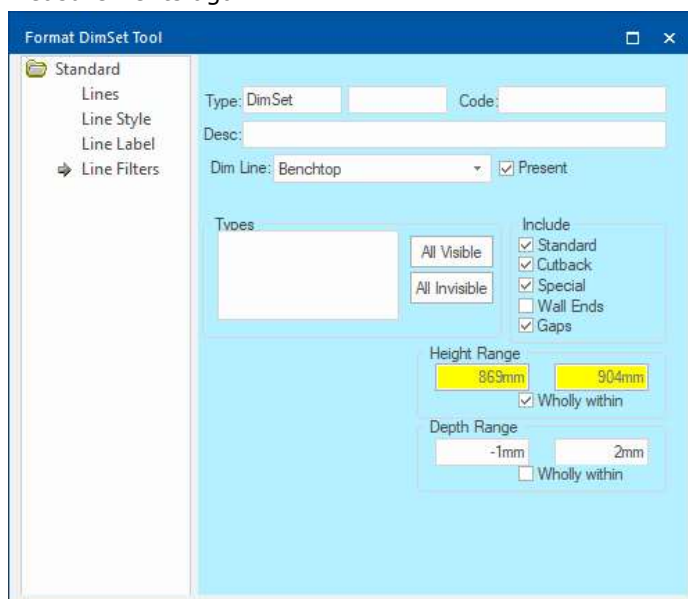 Format DimSet Tool
Standard
Lines
Line Style
Line Label
Line Filters
Type: DimSet
Code:
Desc:
Dim Line: Benchtop
Present
Types
All Visible
All Invisible
Include
Standard
Cutback
Special
Wall Ends
Gaps
Height Range
869mm 904mm
Wholly within
Depth Range
-1mm 2mm
Wholly within